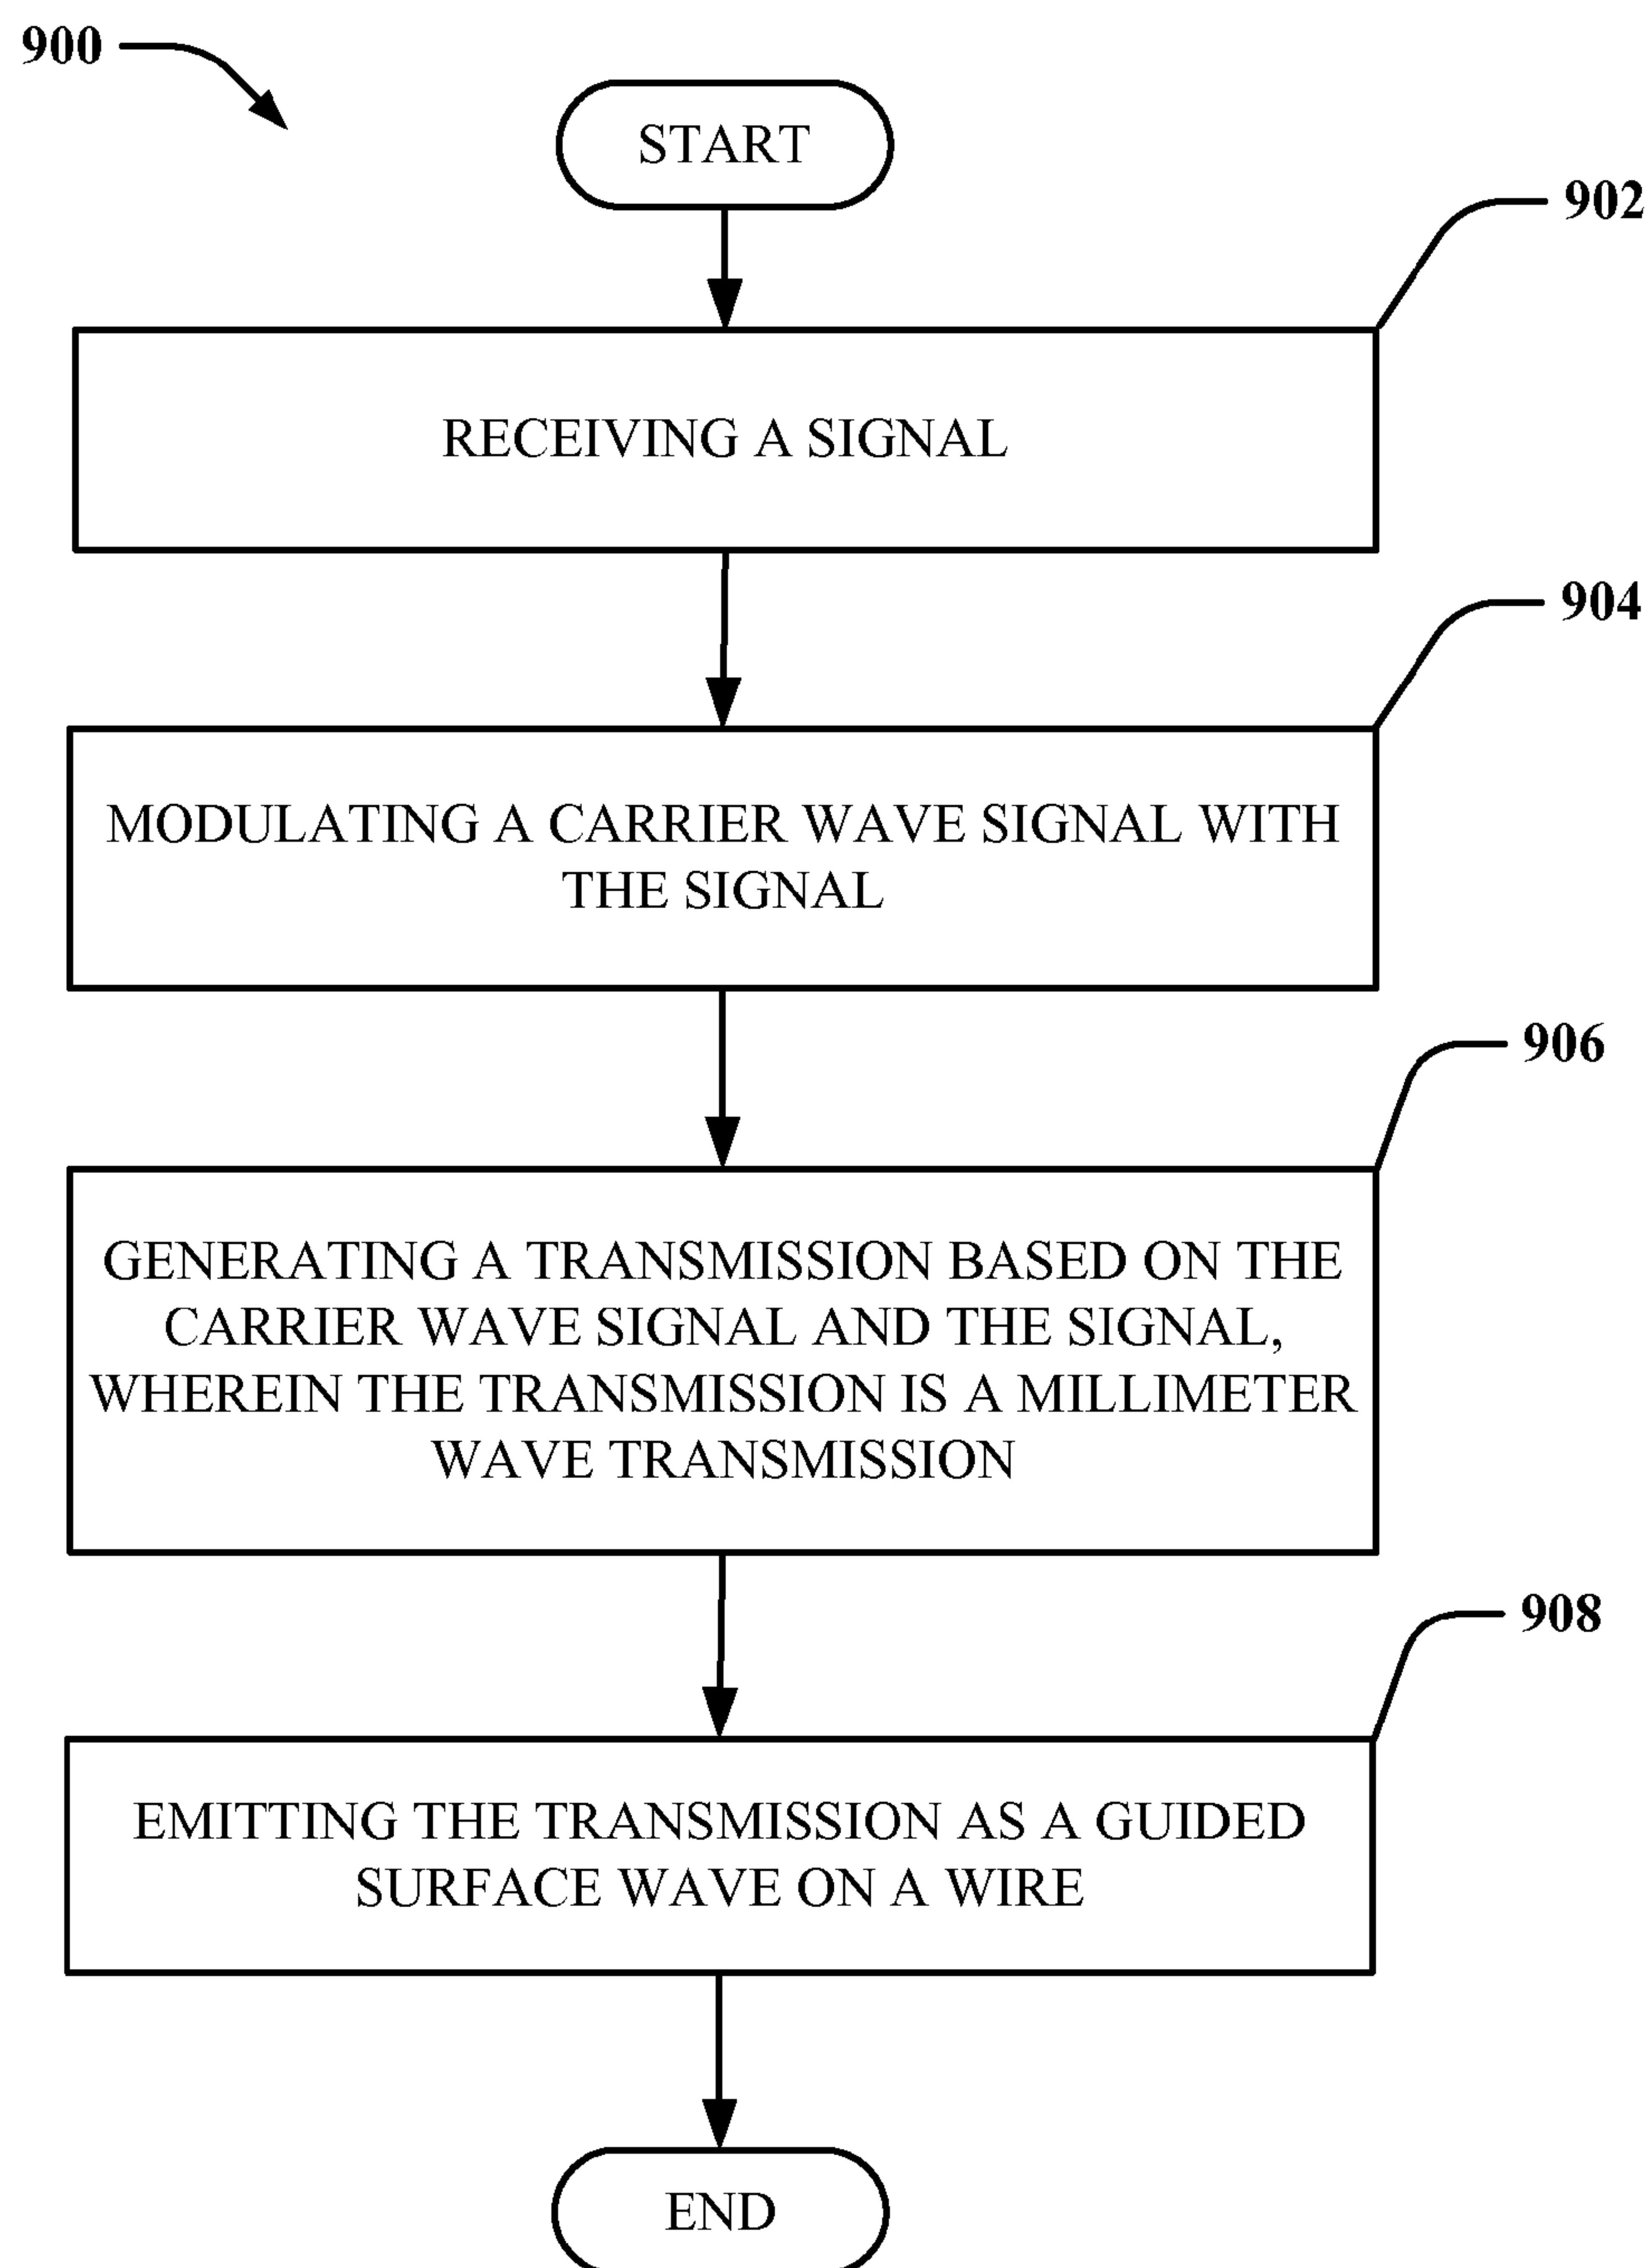 900
START
902
RECEIVING A SIGNAL
904
MODULATING A CARRIER WAVE SIGNAL WITH
THE SIGNAL
906
GENERATING A TRANSMISSION BASED ON THE
CARRIER WAVE SIGNAL AND THE SIGNAL,
WHEREIN THE TRANSMISSION IS A MILLIMETER
WAVE TRANSMISSION
908
EMITTING THE TRANSMISSION AS A GUIDED
SURFACE WAVE ON A WIRE
END